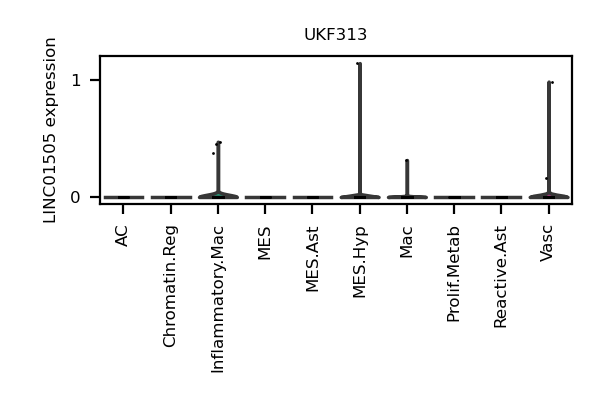 UKF313
LINC01505 expression
1
0
AC
Chromatin.Reg
Inflammatory.Mac
MES
MES.Ast
MES.Hyp
Mac
Prolif.Metab
Reactive.Ast
Vasc